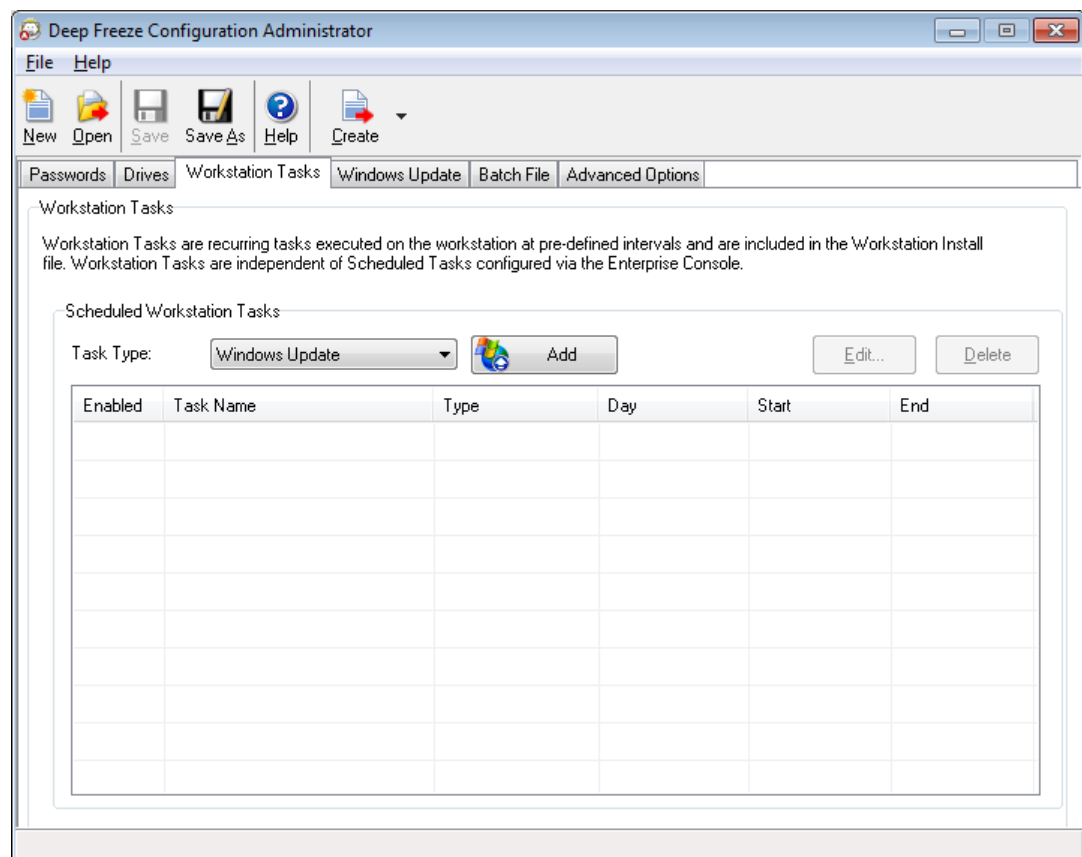 Deep Freeze Configuration Administrator
File Help
New Open Save Save As Help Create
Passwords Drives Workstation Tasks Windows Update Batch File Advanced Options
Workstation Tasks
Workstation Tasks are recurring tasks executed on the workstation at pre-defined intervals and are included in the Workstation Install
file. Workstation Tasks are independent of Scheduled Tasks configured via the Enterprise Console.
Scheduled Workstation Tasks
Task Type: Windows Update Add Edit... Delete
Enabled Task Name Type Day Start End